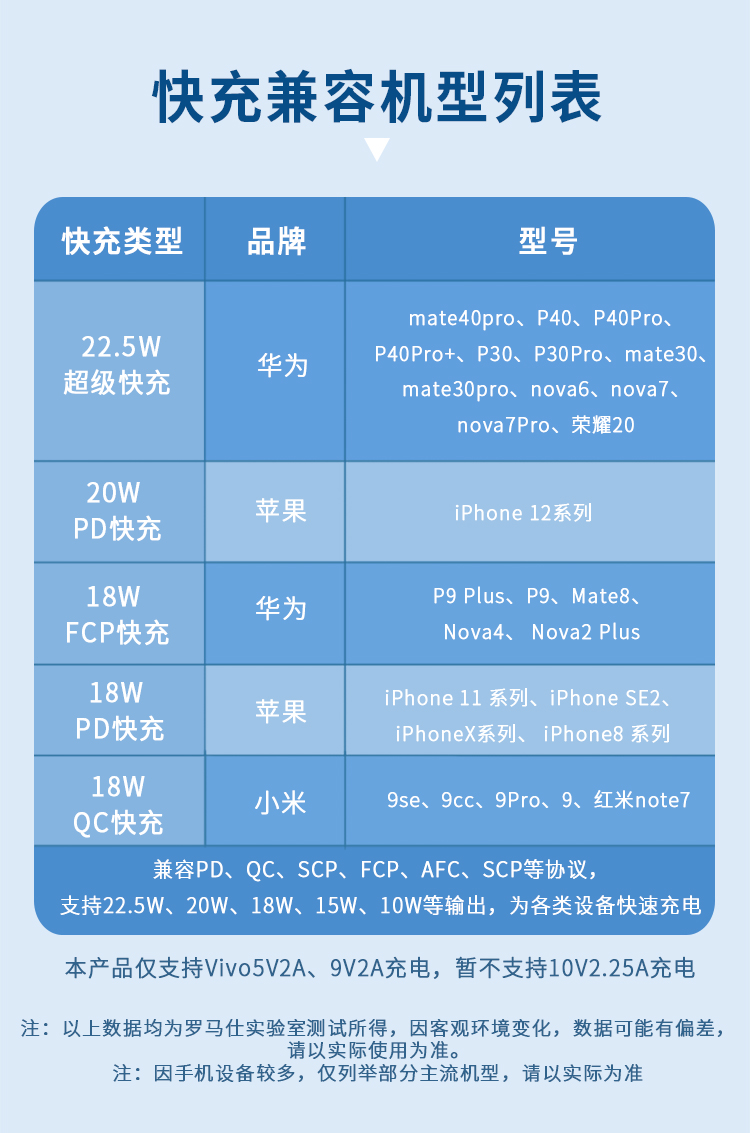 快充兼容机型列表
快充类型 品牌 型号
22.5W
超级快充
华为
mate40pro、P40、P40Pro、
P40Pro+、P30、P30Pro、mate30、
mate30pro、nova6、nova7、
nova7Pro、荣耀20
20W
PD快充
苹果
iPhone 12系列
18W
FCP快充
华为
P9 Plus、P9、Mate8、
Nova4、 Nova2 Plus
18W
PD快充
苹果
iPhone 11 系列、iPhone SE2、
iPhoneX系列、 iPhone8 系列
18W
QC快充
小米
9se、9cc、9Pro、9、红米note7
兼容PD、QC、SCP、FCP、AFC、SCP等协议，
支持22.5W、20W、18W、15W、10W等输出，为各类设备快速充电
本产品仅支持Vivo5V2A、9V2A充电，暂不支持10V2.25A充电
注：以上数据均为罗马仕实验室测试所得，因客观环境变化，数据可能有偏差，
请以实际使用为准。
注：因手机设备较多，仅列举部分主流机型，请以实际为准